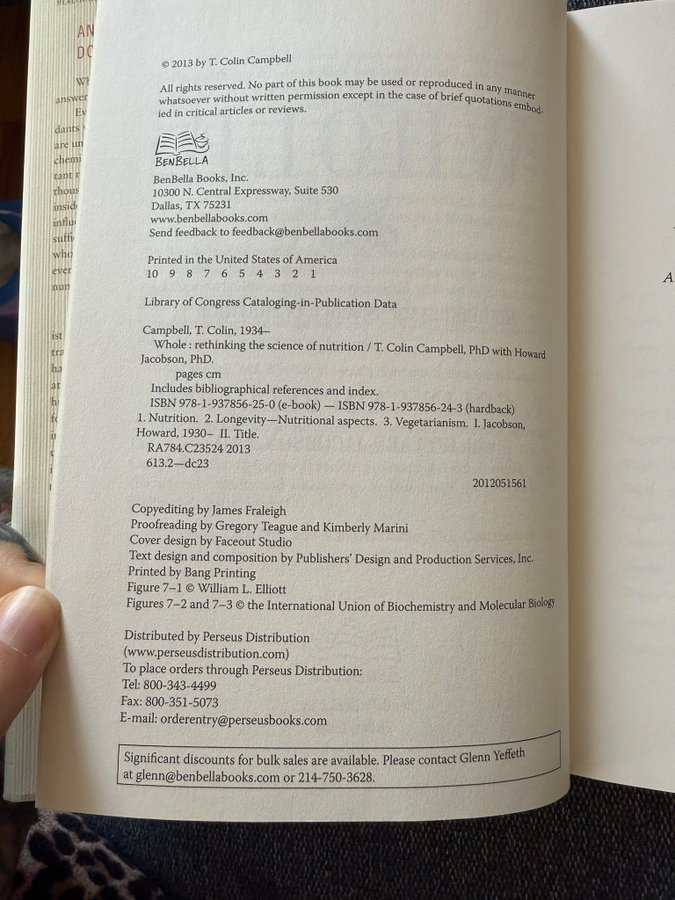 © 2013 by T. Colin Campbell
All rights reserved. No part of this book may be used or reproduced in any manner
whatsoever without written permission except in the case of brief quotations embod-
ied in critical articles or reviews.
BENBELLA
BenBella Books, Inc.
10300 N. Central Expressway, Suite 530
Dallas, TX 75231
www.benbellabooks.com
Send feedback to feedback@benbellabooks.com
Printed in the United States of America
10 9 8 7 6 5 4 3 2 1
Library of Congress Cataloging-in-Publication Data
Campbell, T. Colin, 1934–
Whole : rethinking the science of nutrition / T. Colin Campbell, PhD with Howard
Jacobson, PhD.
pages cm
Includes bibliographical references and index.
ISBN 978-1-937856-25-0 (e-book) — ISBN 978-1-937856-24-3 (hardback)
1. Nutrition. 2. Longevity—Nutritional aspects. 3. Vegetarianism. I. Jacobson,
Howard, 1930– II. Title.
RA784.C23524 2013
613.2—dc23
2012051561
Copyediting by James Fraleigh
Proofreading by Gregory Teague and Kimberly Marini
Cover design by Faceout Studio
Text design and composition by Publishers' Design and Production Services, Inc.
Printed by Bang Printing
Figure 7–1 © William L. Elliott
Figures 7–2 and 7–3 © the International Union of Biochemistry and Molecular Biology
Distributed by Perseus Distribution
(www.perseusdistribution.com)
To place orders through Perseus Distribution:
Tel: 800-343-4499
Fax: 800-351-5073
E-mail: orderentry@perseusbooks.com
Significant discounts for bulk sales are available. Please contact Glenn Yeffeth
at glenn@benbellabooks.com or 214-750-3628.